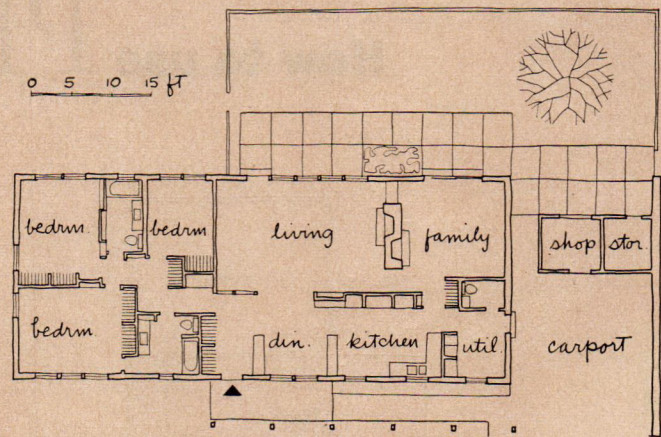 0 5 10 15 ft
bedrm.
bedrm
living
family
shop
stor.
bedrm.
din.
kitchen
util.
carport